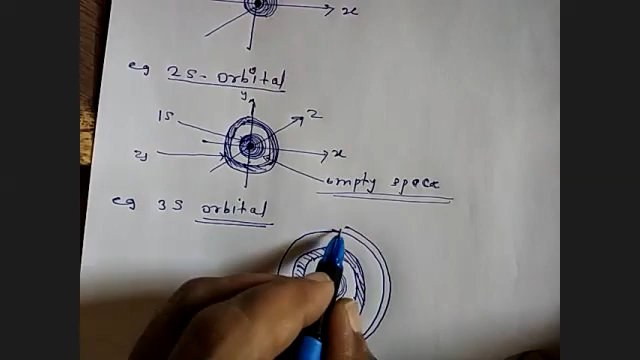 x
eg 2S- Orbital
y
1S
z
2s
x
empty space
eg 3S orbital